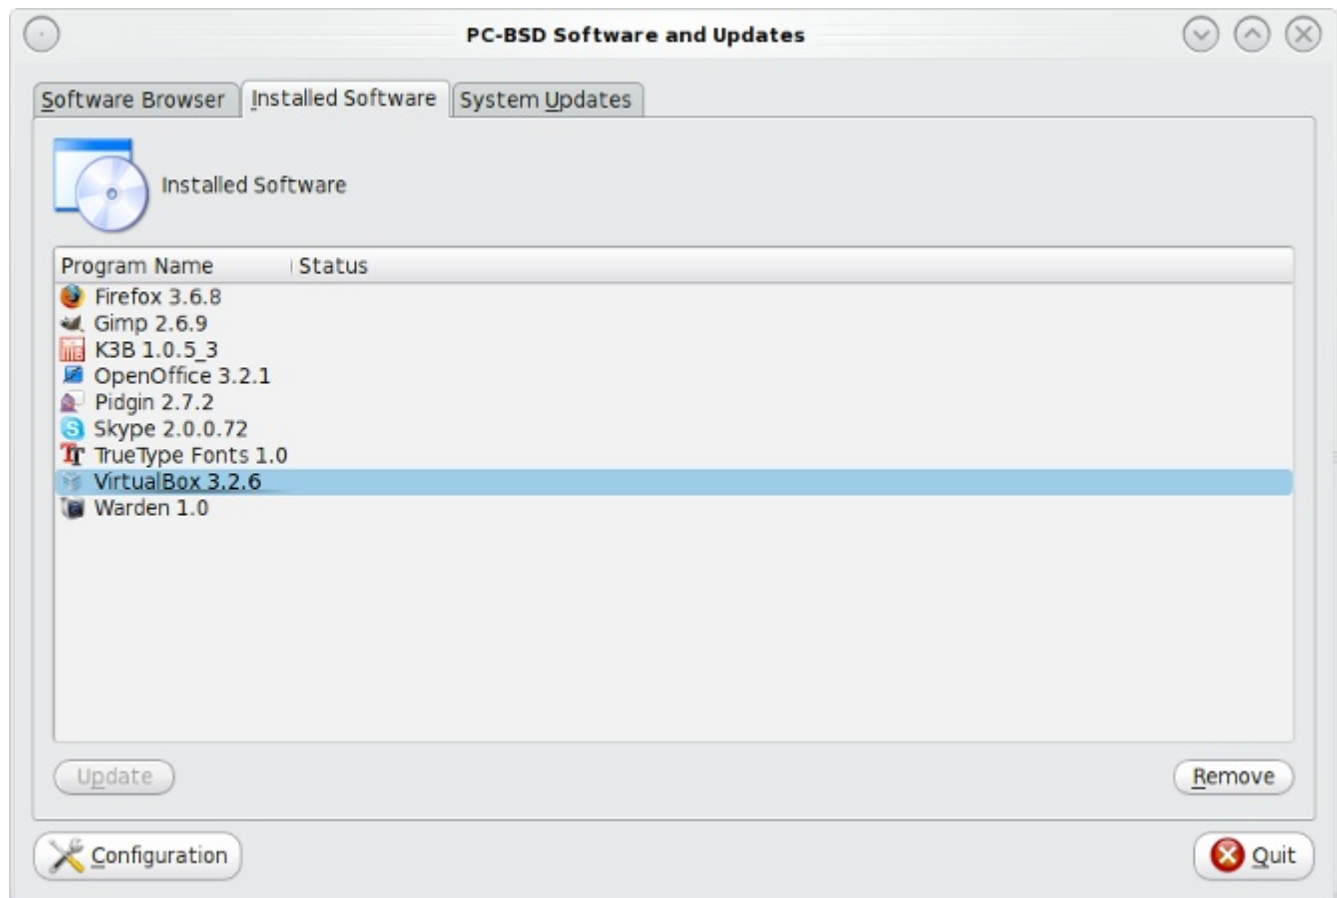 PC-BSD Software and Updates
Software Browser Installed Software System Updates
Installed Software
Program Name Status
Firefox 3.6.8
Gimp 2.6.9
K3B 1.0.5_3
OpenOffice 3.2.1
Pidgin 2.7.2
Skype 2.0.0.72
TrueType Fonts 1.0
VirtualBox 3.2.6
Warden 1.0
Update Remove
Configuration Quit